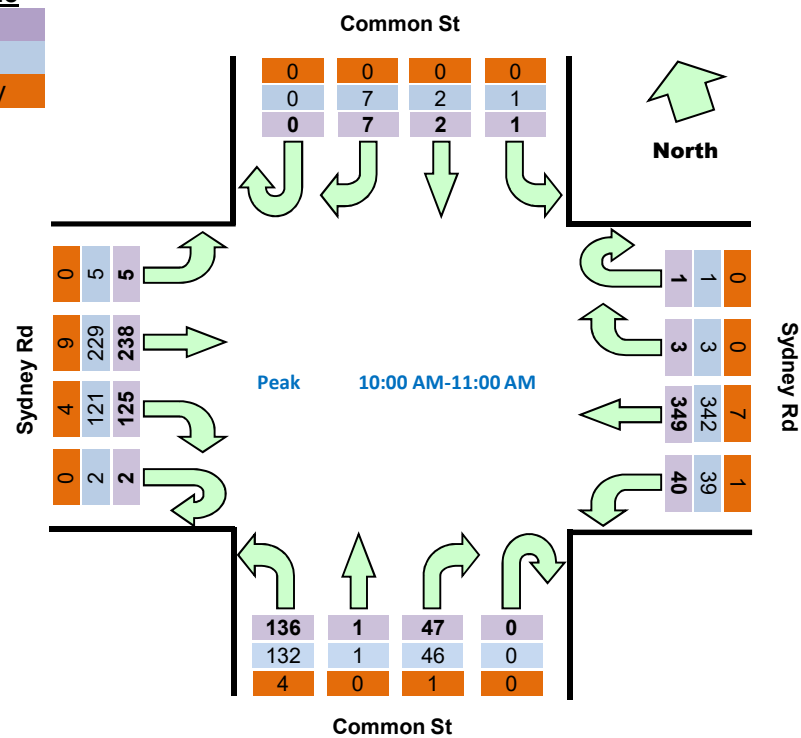 Common St
0 0 0 0
0 7 2 1
0 7 2 1
North
0 5 5
9 229 238
4 121 125
0 2 2
Sydney Rd
Peak 10:00 AM-11:00 AM
1 1 0
3 3 0
349 342 7
40 39 1
Sydney Rd
136 1 47 0
132 1 46 0
4 0 1 0
Common St